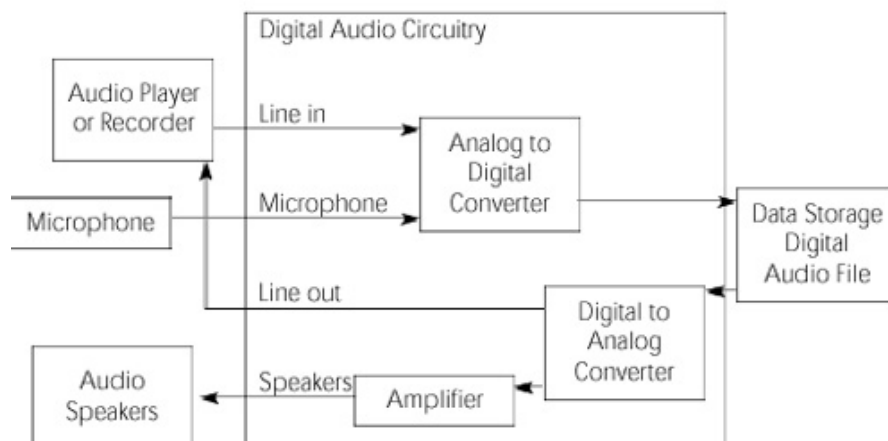 Digital Audio Circuitry
Audio Player
or Recorder
Line in
Analog to
Digital
Converter
Microphone
Microphone
Data Storage
Digital
Audio File
Line out
Digital to
Analog
Converter
Audio
Speakers
Speakers
Amplifier